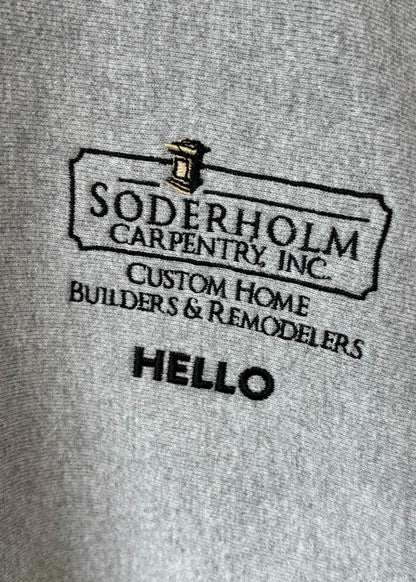 SODERHOLM
CARPENTRY, INC.
CUSTOM HOME
BUILDERS & REMODELERS
HELLO